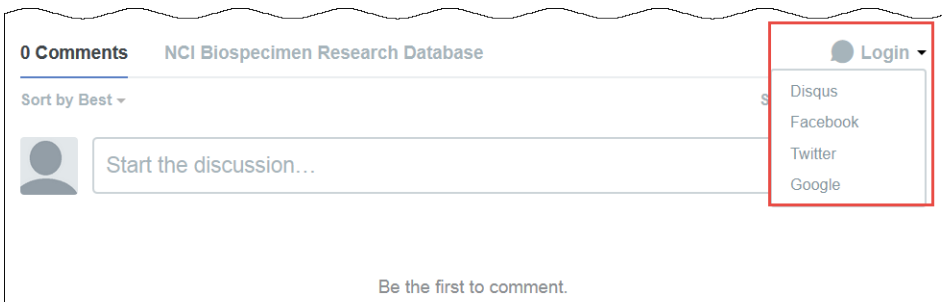 0 Comments NCI Biospecimen Research Database Login
Sort by Best
Disqus
Facebook
Start the discussion…
Twitter
Google
Be the first to comment.